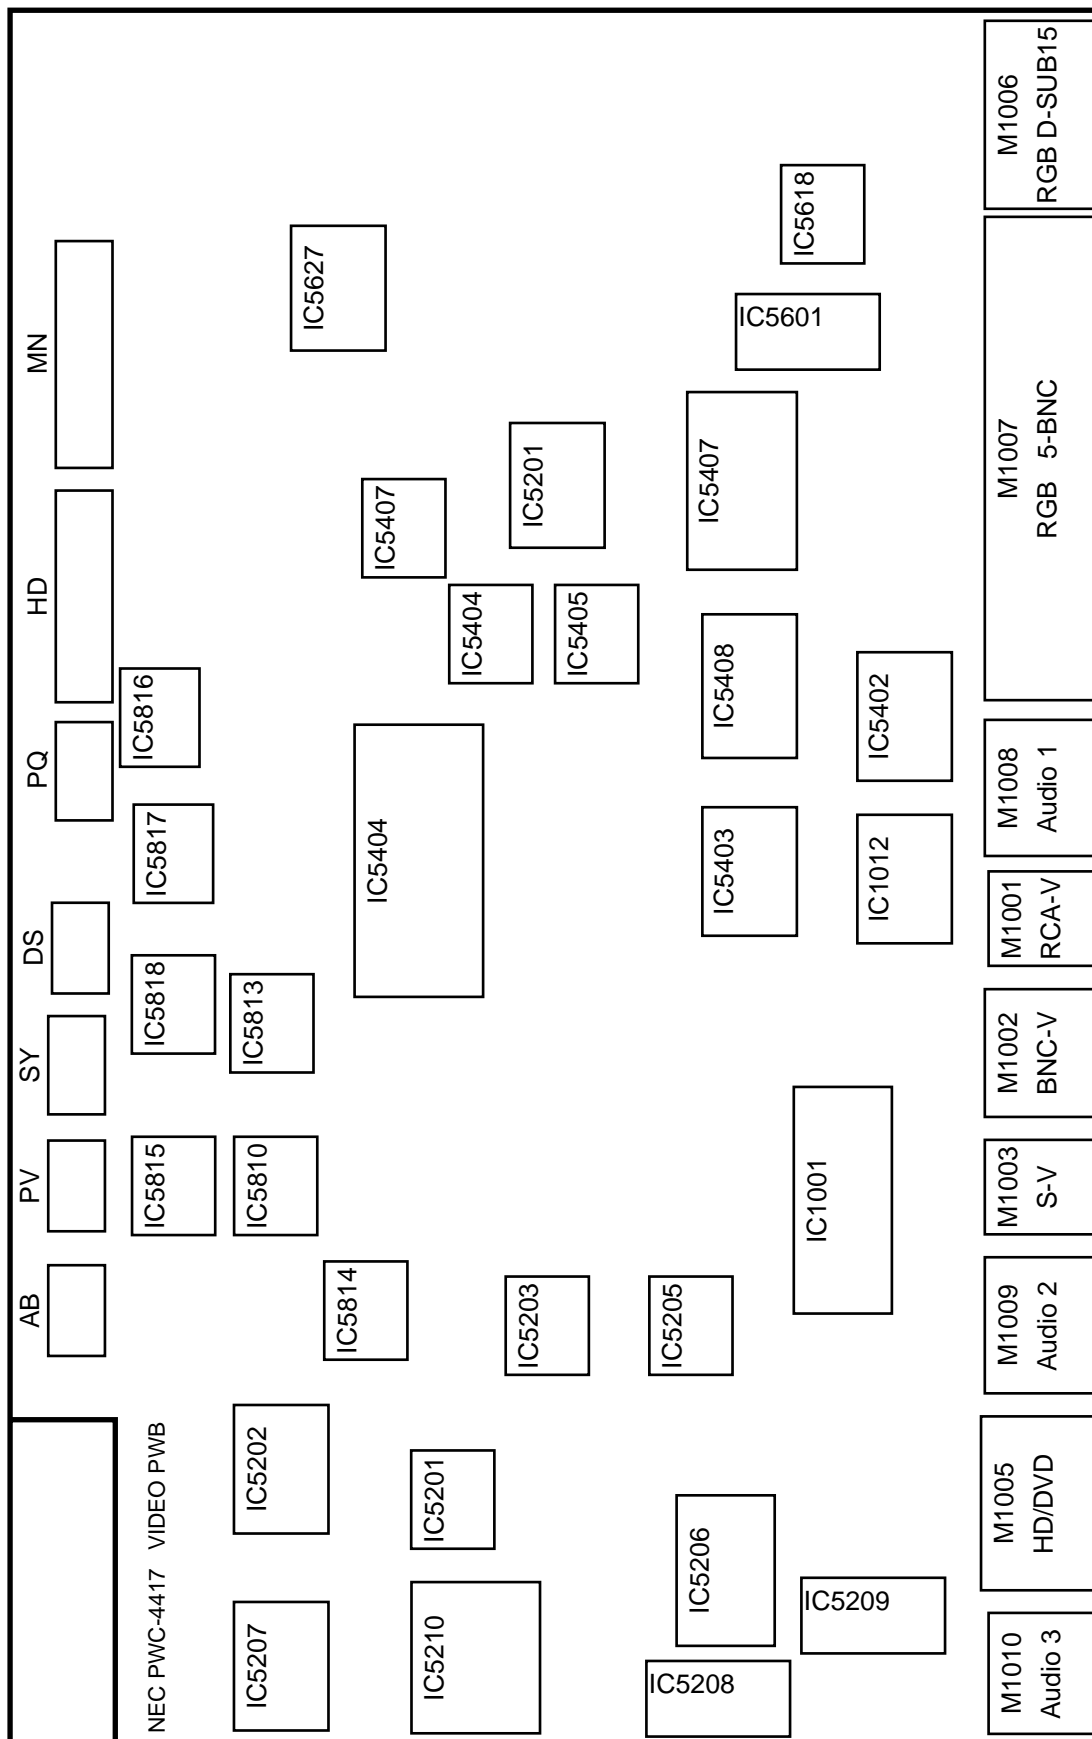 AB
PV
SY
DS
PQ
HD
MN
NEC PWC-4417 VIDEO PWB
IC5815
IC5818
IC5817
IC5816
IC5207
IC5202
IC5810
IC5813
IC5814
IC5627
IC5404
IC5407
IC5210
IC5201
IC5404
IC5203
IC5201
IC5405
IC5208
IC5206
IC5205
IC5403
IC5408
IC5407
IC5601
IC5618
IC5209
IC1001
IC1012
IC5402
M1010
Audio 3
M1005
HD/DVD
M1009
Audio 2
M1003
S-V
M1002
BNC-V
M1001
RCA-V
M1008
Audio 1
M1007
RGB 5-BNC
M1006
RGB D-SUB15